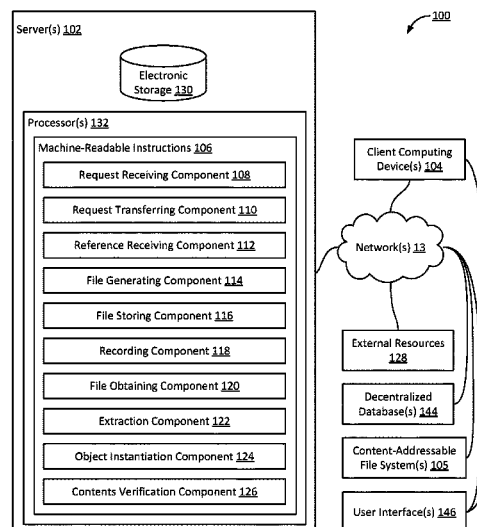 100
Server(s) 102
Electronic
Storage 130
Processor(s) 132
Machine-Readable Instructions 106
Request Receiving Component 108
Request Transferring Component 110
Reference Receiving Component 112
File Generating Component 114
File Storing Component 116
Recording Component 118
File Obtaining Component 120
Extraction Component 122
Object Instantiation Component 124
Contents Verification Component 126
Client Computing
Device(s) 104
Network(s) 13
External Resources
128
Decentralized
Database(s) 144
Content-Addressable
File System(s) 105
User Interface(s) 146